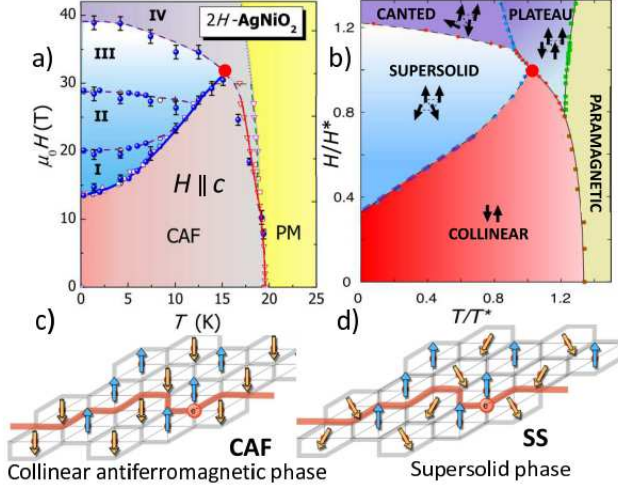 a)
2H-AgNiO₂
IV
III
II
I
H ∥ c
CAF
PM
μ₀H (T)
40
30
20
10
0
0 5 10 15 20 25
T (K)
b)
CANTED
PLATEAU
SUPERSOLID
COLLINEAR
PARAMAGNETIC
H/H*
1.2
0.8
0.4
0
0 0.4 0.8 1.2
T/T*
c)
e
CAF
Collinear antiferromagnetic phase
d)
e
SS
Supersolid phase